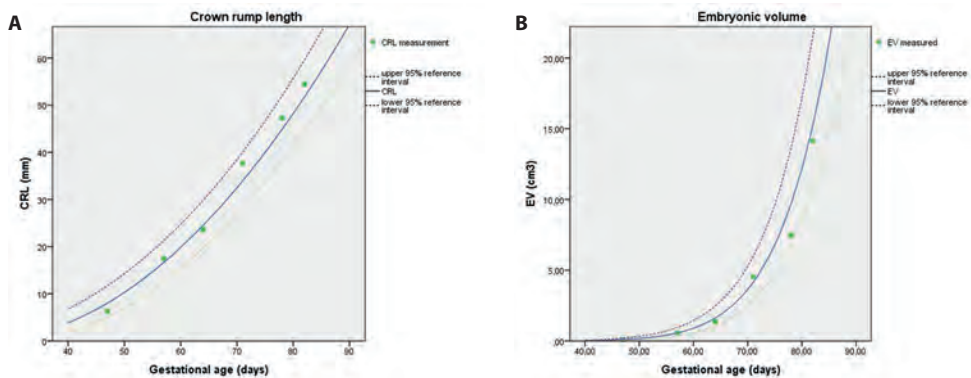 A
Crown rump length
CRL measurement
upper 95% reference
interval
CRL
lower 95% reference
interval
CRL (mm)
60
50
40
30
20
10
0
40
50
60
70
80
90
Gestational age (days)
B
Embryonic volume
EV measured
upper 95% reference
interval
EV
lower 95% reference
interval
EV (cm3)
20,00
15,00
10,00
5,00
,00
40,00
50,00
60,00
70,00
80,00
90,00
Gestational age (days)